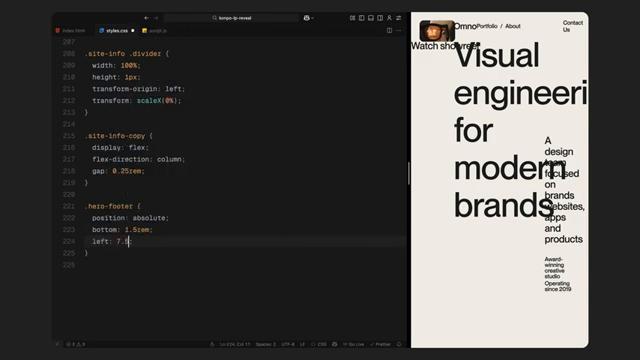 konpo-lp-reveal
index.html
styles.css
script.js
207
208 .site-info .divider {
209 width: 100%;
210 height: 1px;
211 transform-origin: left;
212 transform: scaleX(0%);
213 }
214
215 .site-info-copy {
216 display: flex;
217 flex-direction: column;
218 gap: 0.25rem;
219 }
220
221 .hero-footer {
222 position: absolute;
223 bottom: 1.5rem;
224 left: 7.5;
225 }
226
Ln 224, Col 11
Spaces: 2
UTF-8
LF
CSS
Go Live
Prettier
Omno
Portfolio / About
Contact Us
Watch showreel
Visual
engineeri
for
modern
brands
A
design
team
focused
on
brands
websites,
apps
and
products
Award-
winning
creative
studio
Operating
since 2019